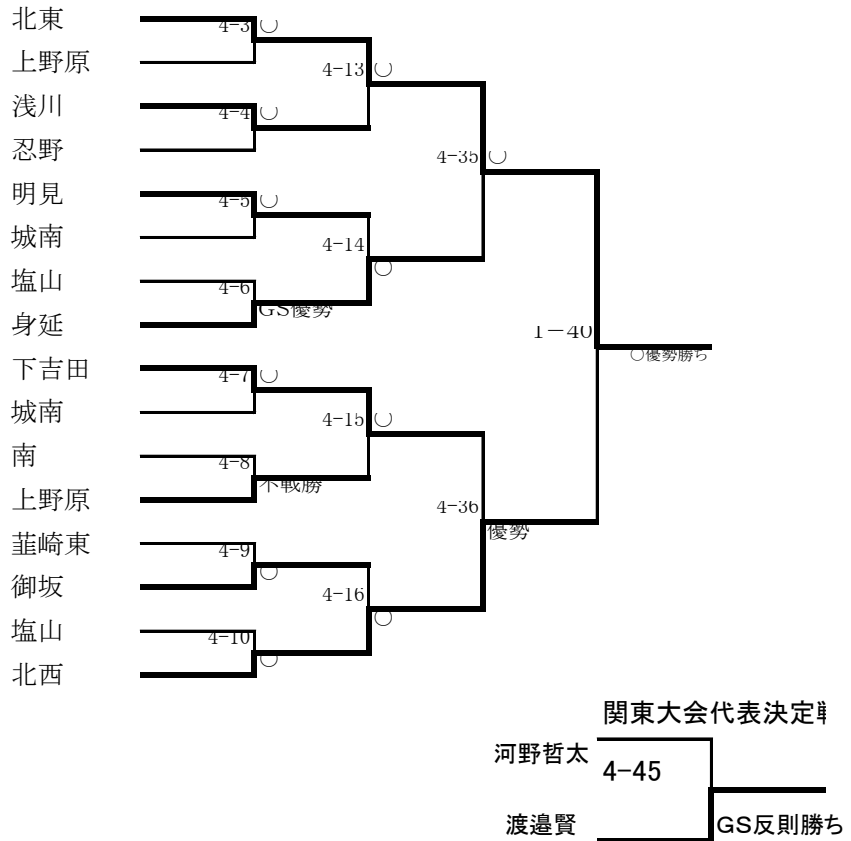 北東
4-3 ○
上野原
4-13 ○
浅川
4-4 ○
忍野
4-35 ○
明見
4-5 ○
城南
4-14
○
塩山
4-6
GS優勢
身延
1－40
○優勢勝ち
下吉田
4-7 ○
城南
4-15 ○
南
4-8
不戦勝
上野原
4-36
優勢
韮崎東
4-9
○
御坂
4-16
○
塩山
4-10
○
北西
関東大会代表決定戦
河野哲太
4-45
渡邉賢
GS反則勝ち